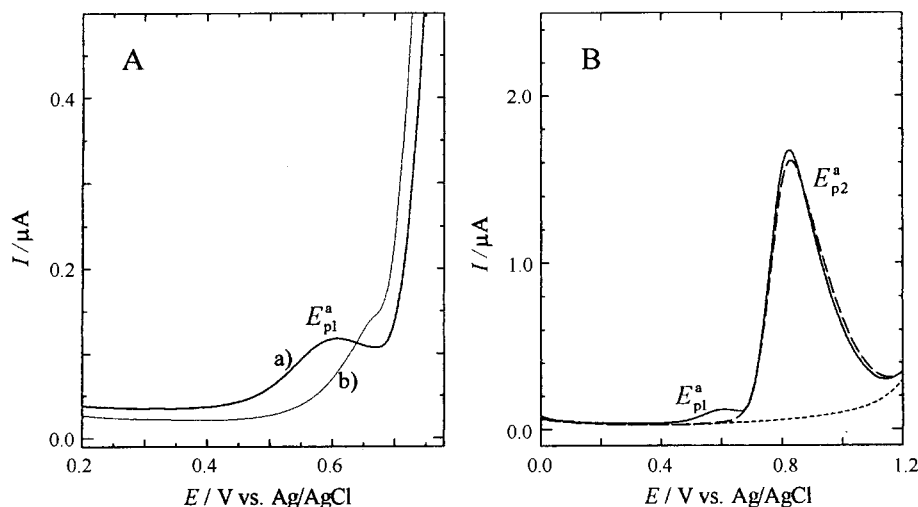 A
0.4
0.2
0.0
I / µA
E^a_p1
a)
b)
0.2 0.4 0.6
E / V vs. Ag/AgCl
B
2.0
1.0
0.0
I / µA
E^a_p2
E^a_p1
0.0 0.4 0.8 1.2
E / V vs. Ag/AgCl